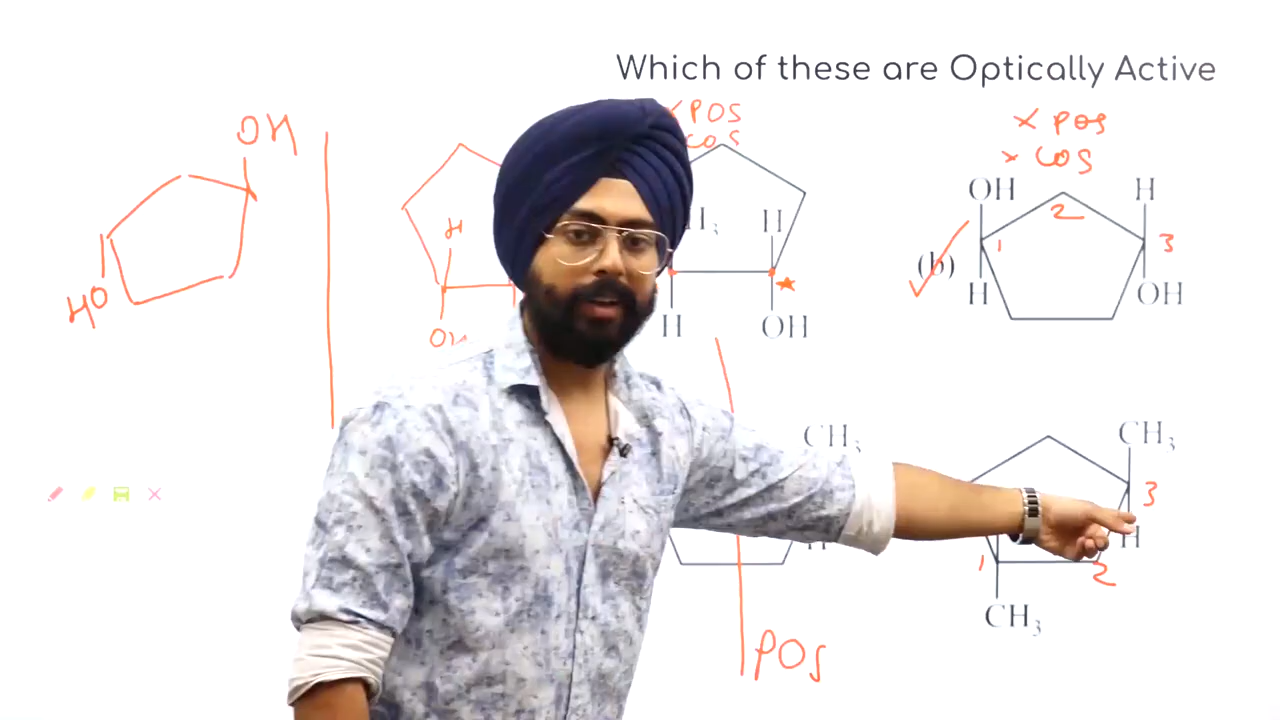 Which of these are Optically Active
OH
HO
H
OH
× POS
COS
H₃
H
H
OH
× POS
× COS
OH
H
2
1
3
(b)
H
OH
CH₃
H
POS
CH₃
3
H
1
2
CH₃